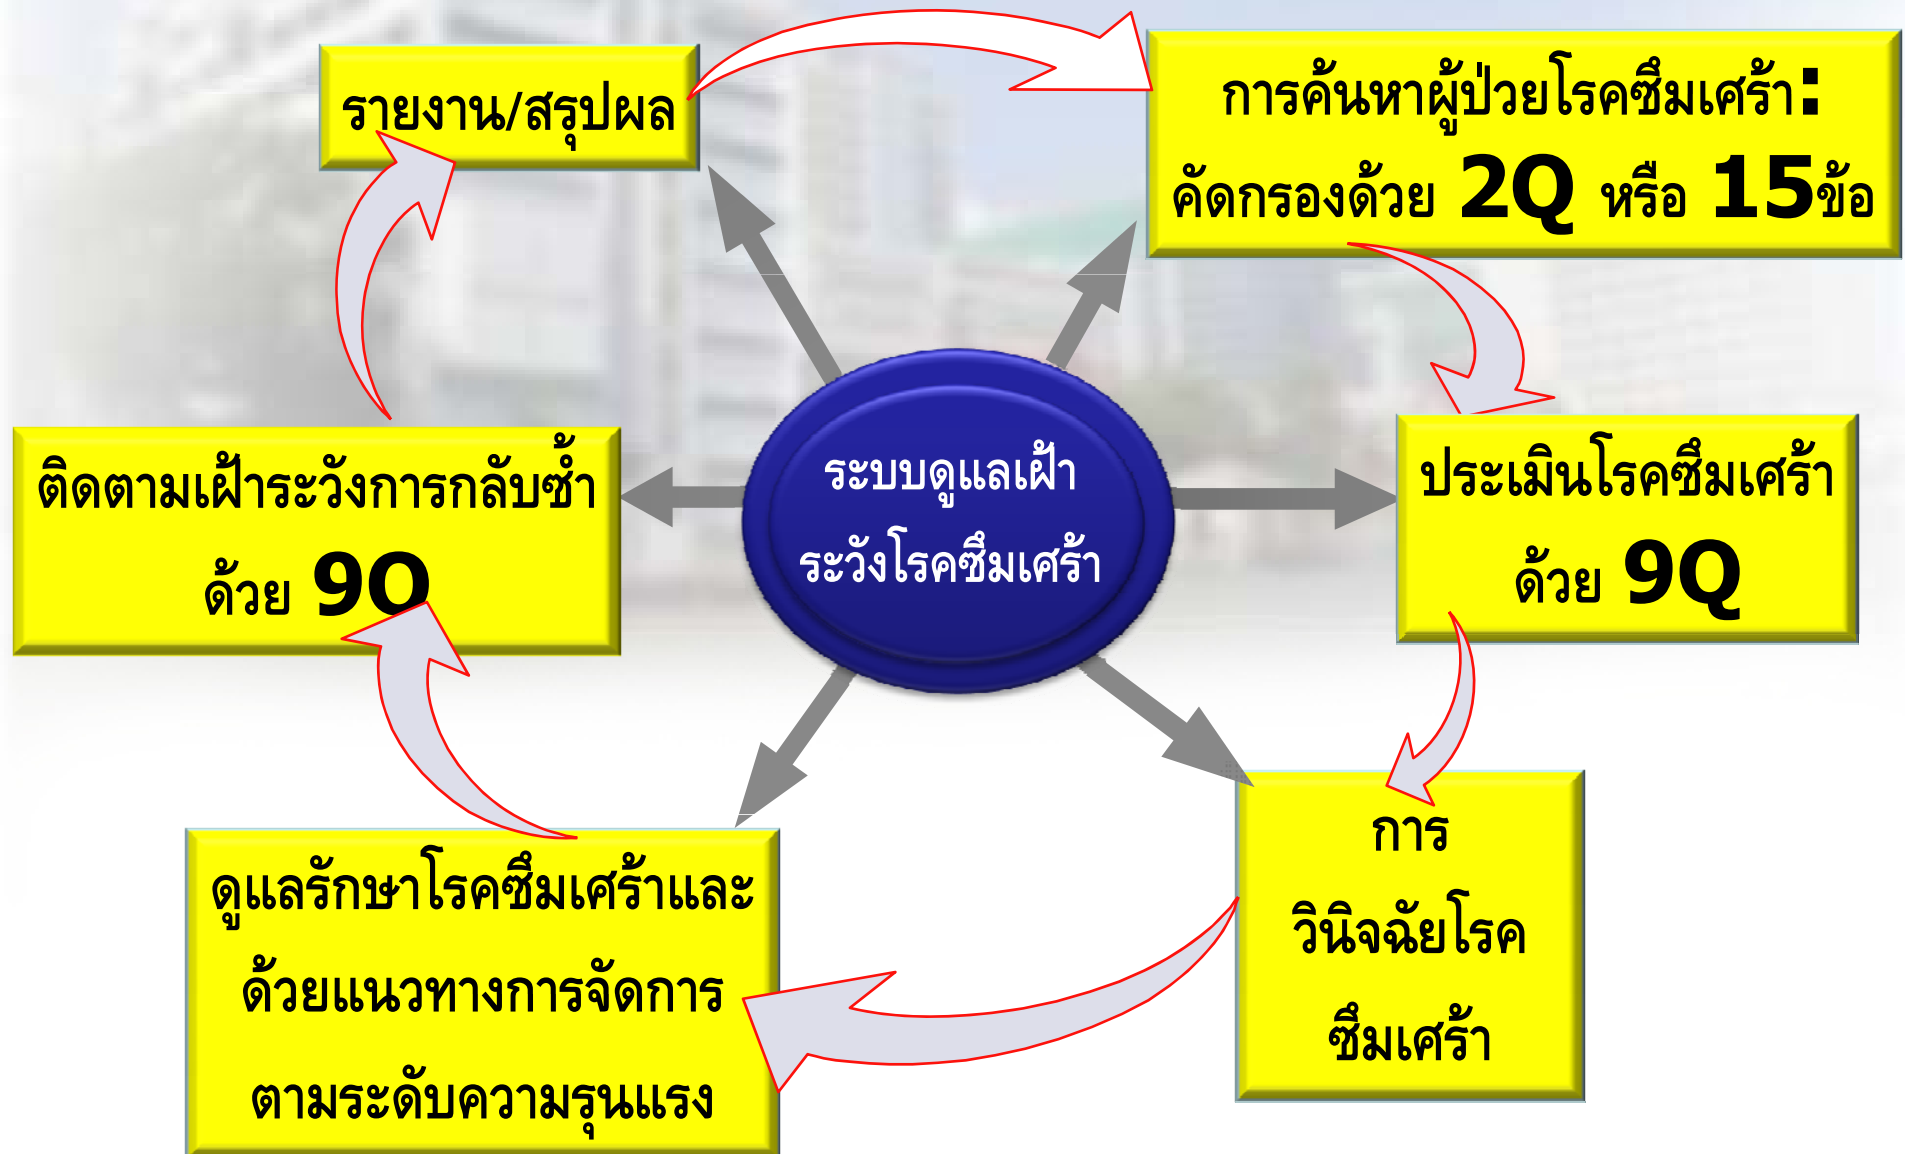 รายงาน/สรุปผล
การค้นหาผู้ป่วยโรคซึมเศร้า:
คัดกรองด้วย 2Q หรือ 15ข้อ
ระบบดูแลเฝ้า
ระวังโรคซึมเศร้า
ติดตามเฝ้าระวังการกลับซ้ำ
ด้วย 9Q
ประเมินโรคซึมเศร้า
ด้วย 9Q
การ
วินิจฉัยโรค
ซึมเศร้า
ดูแลรักษาโรคซึมเศร้าและ
ด้วยแนวทางการจัดการ
ตามระดับความรุนแรง